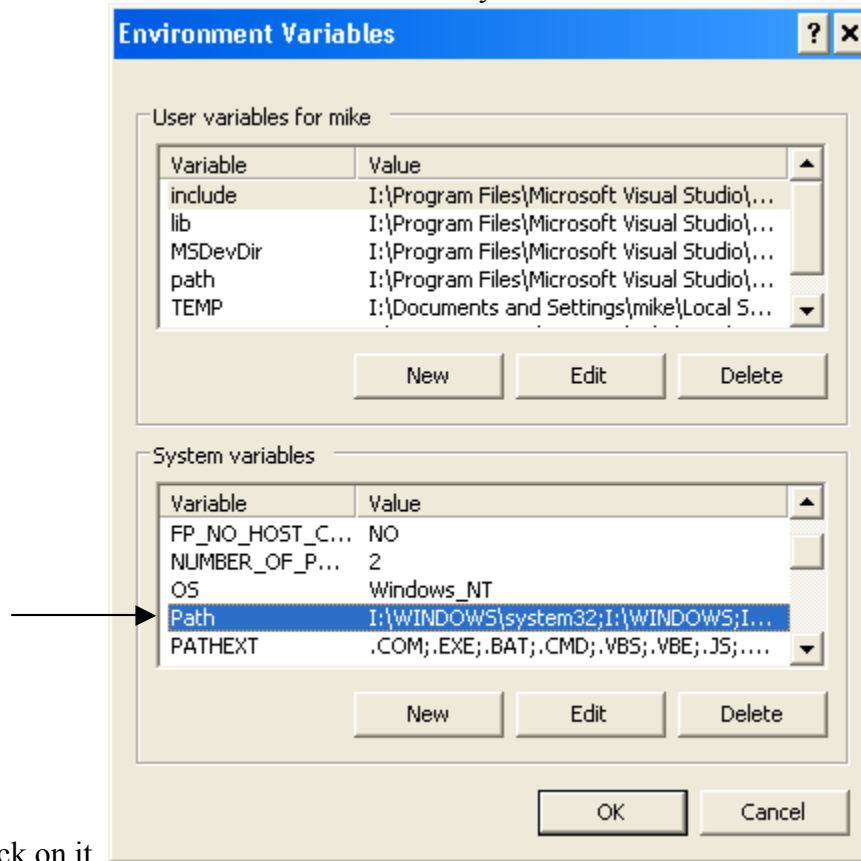 Environment Variables ?
User variables for mike
Variable Value
include I:\Program Files\Microsoft Visual Studio\...
lib I:\Program Files\Microsoft Visual Studio\...
MSDevDir I:\Program Files\Microsoft Visual Studio\...
path I:\Program Files\Microsoft Visual Studio\...
TEMP I:\Documents and Settings\mike\Local S...
New Edit Delete
System variables
Variable Value
FP_NO_HOST_C... NO
NUMBER_OF_P... 2
OS Windows_NT
Path I:\WINDOWS\system32;I:\WINDOWS;I...
PATHEXT .COM;.EXE;.BAT;.CMD;.VBS;.VBE;.JS;....
New Edit Delete
OK Cancel
ck on it